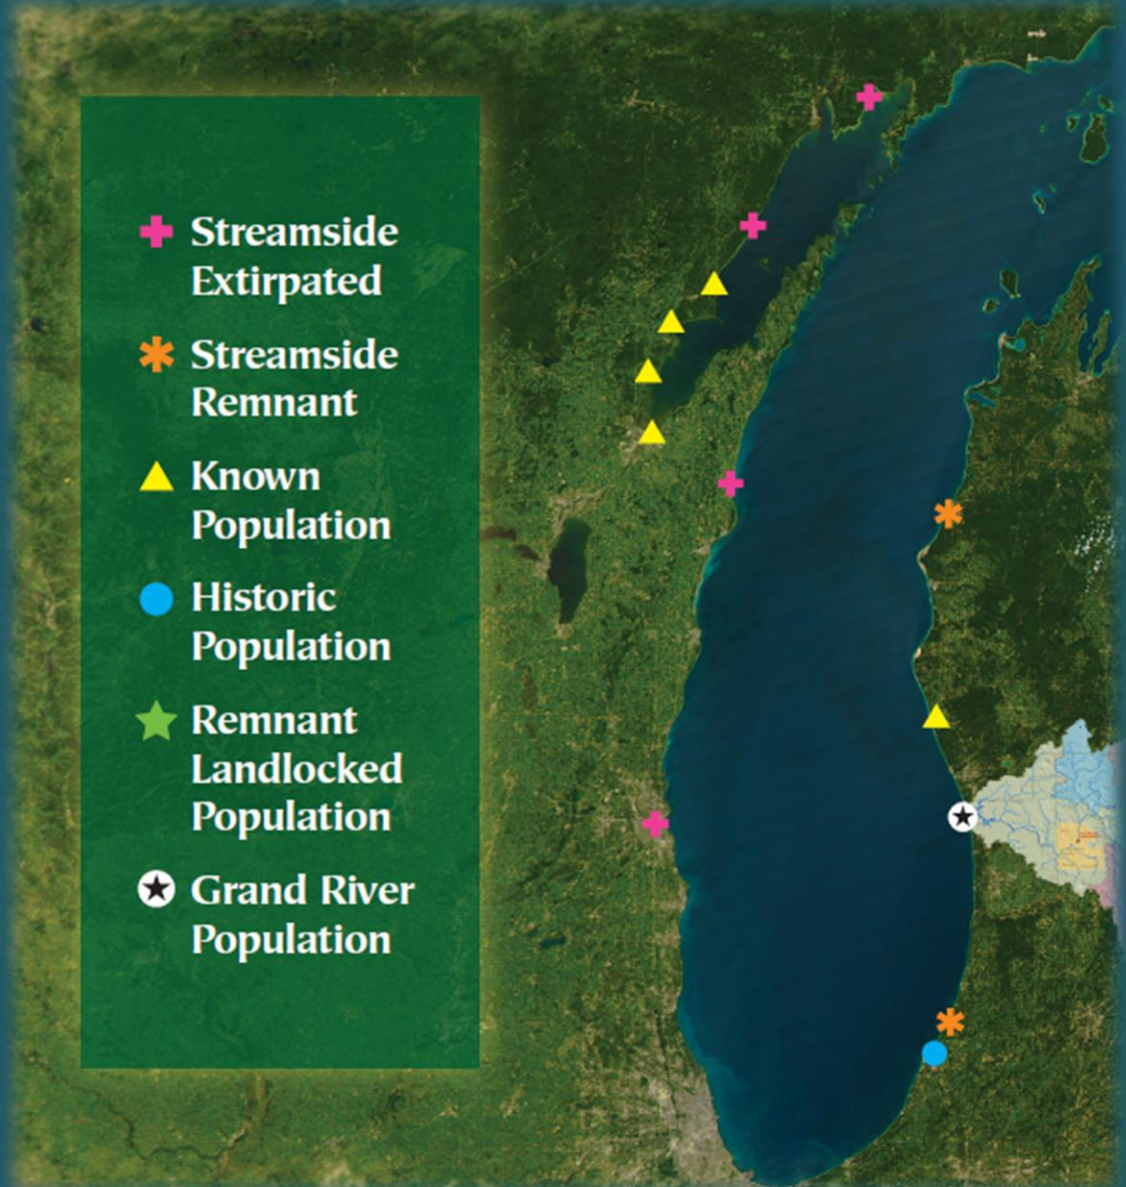 Streamside
Extirpated
Streamside
Remnant
Known
Population
Historic
Population
Remnant
Landlocked
Population
Grand River
Population